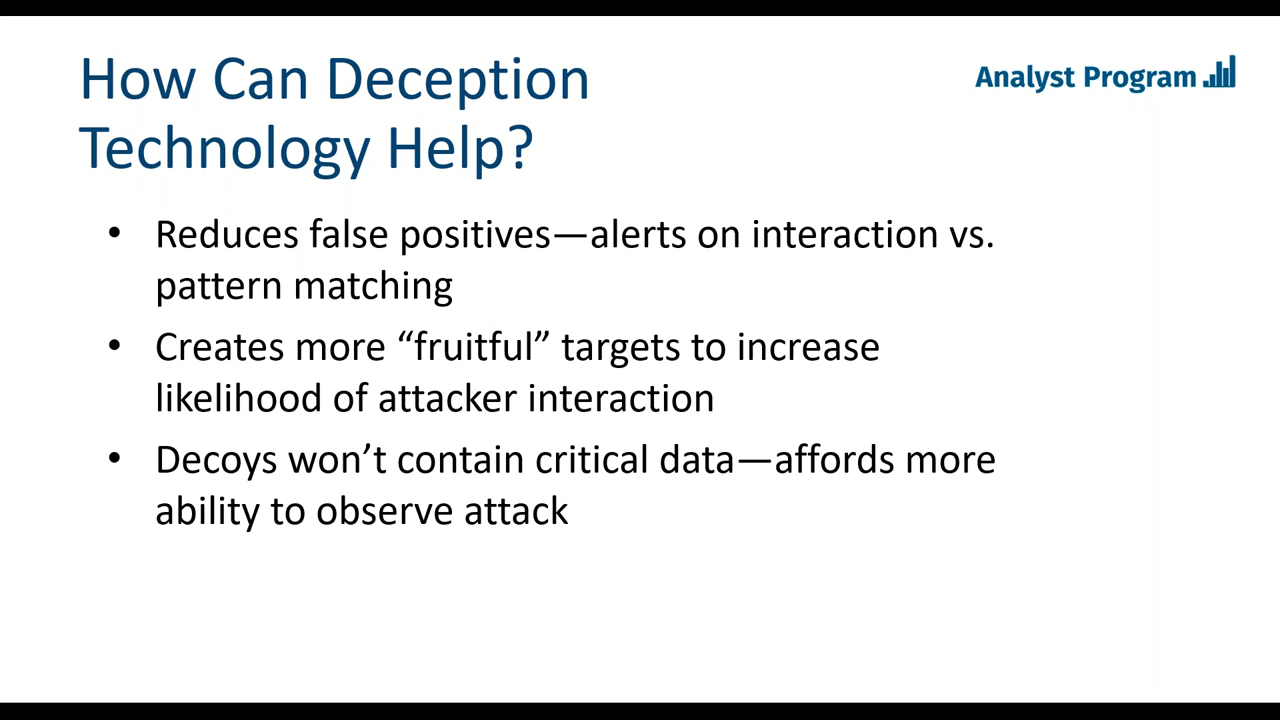 How Can Deception
Technology Help?
Analyst Program
• Reduces false positives—alerts on interaction vs.
pattern matching
• Creates more “fruitful” targets to increase
likelihood of attacker interaction
• Decoys won’t contain critical data—affords more
ability to observe attack